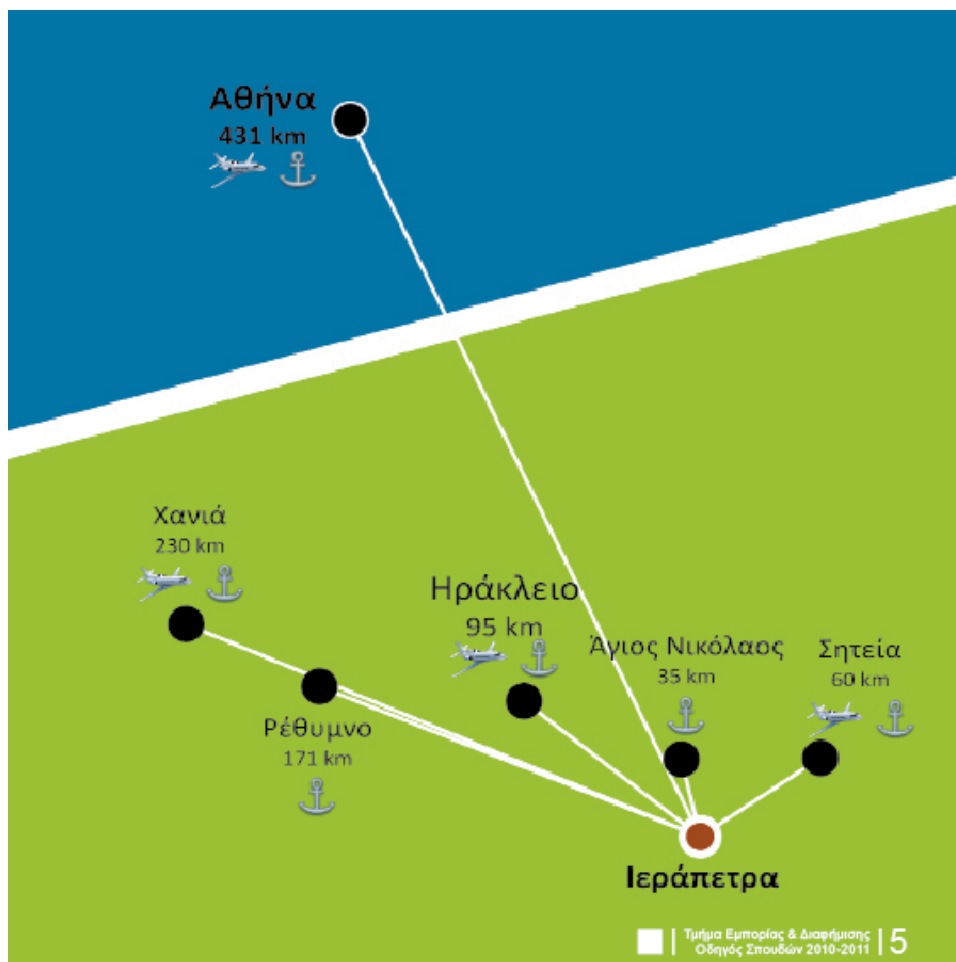 Αθήνα
431 km
Χανιά
230 km
Ηράκλειο
95 km
Άγιος Νικόλαος
35 km
Σητεία
60 km
Ρέθυμνο
171 km
Ιεράπετρα
Τμήμα Εμπορίας & Διαφήμισης
Οδηγός Σπουδών 2010-2011 | 5